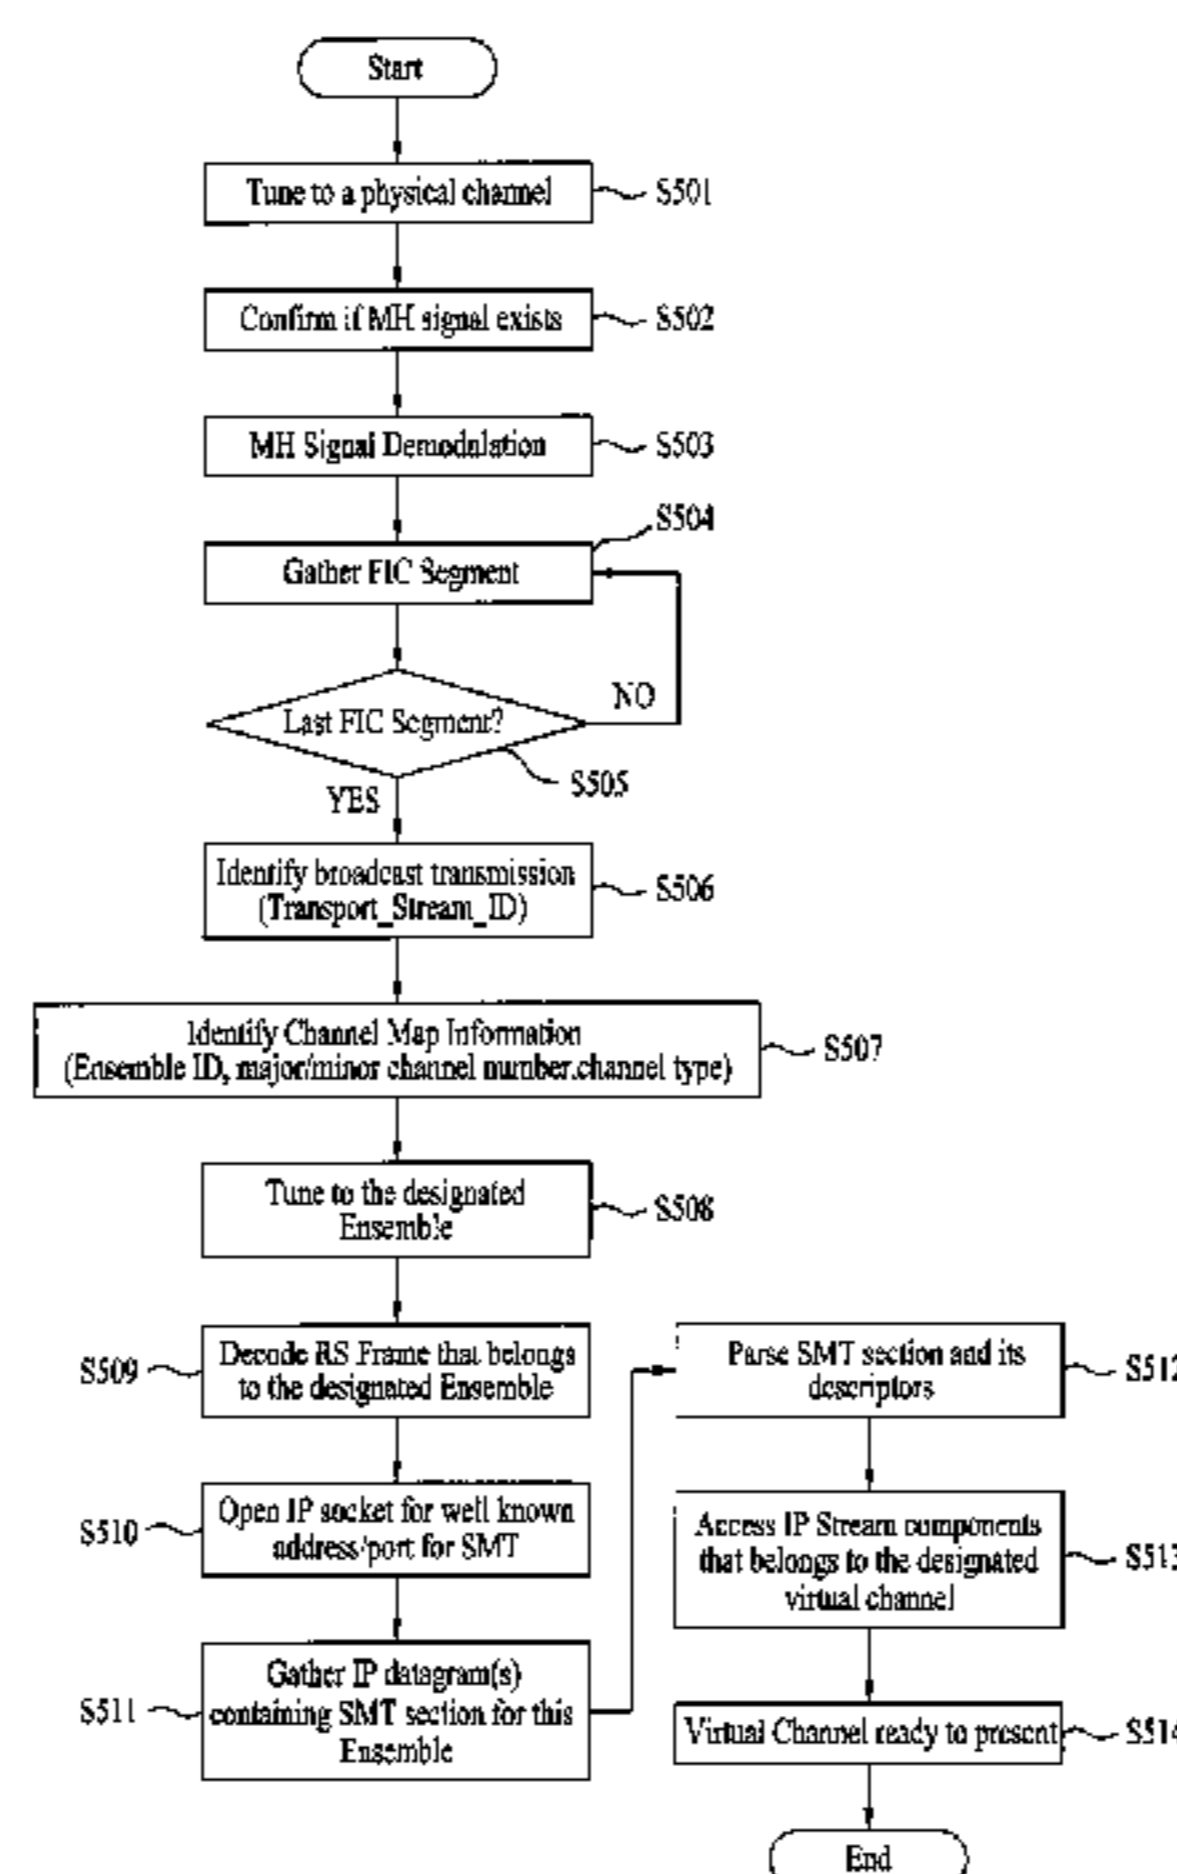 Start
Tune to a physical channel
S501
Confirm if MH signal exists
S502
MH Signal Demodulation
S503
S504
Gather FIC Segment
Last FIC Segment?
NO
S505
YES
Identify broadcast transmission
(Transport_Stream_ID)
S506
Identify Channel Map Information
(Ensemble ID, major/minor channel number.channel type)
S507
Tune to the designated
Ensemble
S508
S509
Decode RS Frame that belongs
to the designated Ensemble
S510
Open IP socket for well known
address/port for SMT
S511
Gather IP datagram(s)
containing SMT section for this
Ensemble
Parse SMT section and its
descriptors
S512
Access IP Stream components
that belongs to the designated
virtual channel
S513
Virtual Channel ready to present
S514
End